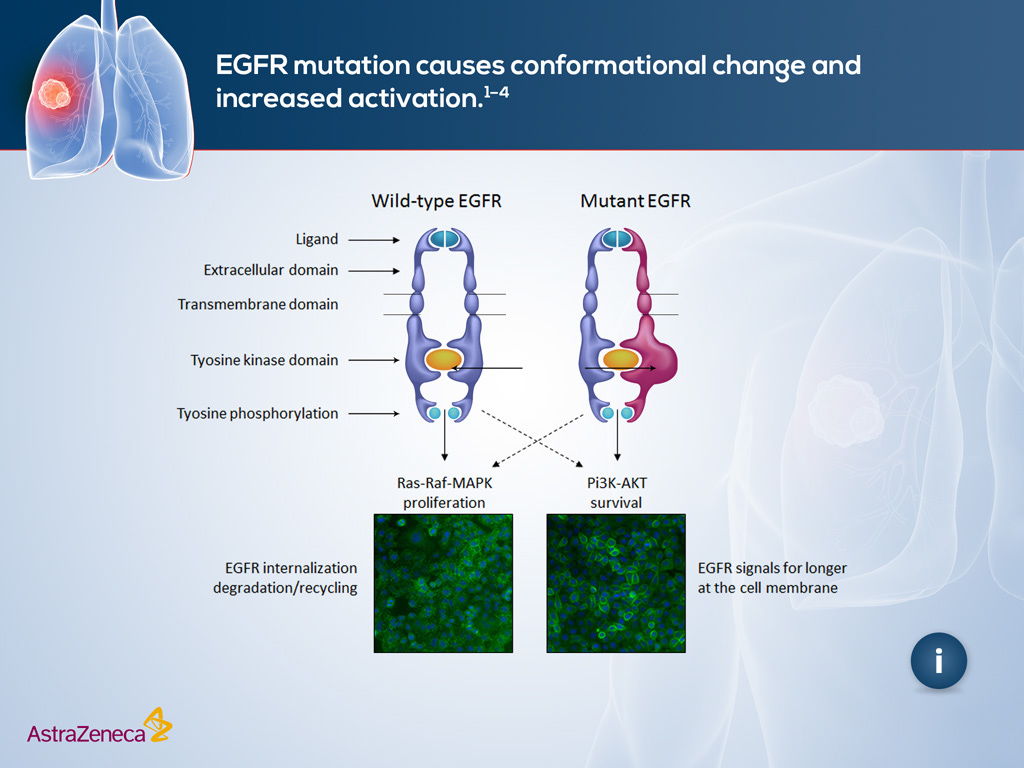 EGFR mutation causes conformational change and
increased activation.1–4
Wild-type EGFR
Mutant EGFR
Ligand
Extracellular domain
Transmembrane domain
Tyosine kinase domain
Tyosine phosphorylation
Ras-Raf-MAPK
proliferation
Pi3K-AKT
survival
EGFR internalization
degradation/recycling
EGFR signals for longer
at the cell membrane
i
AstraZeneca